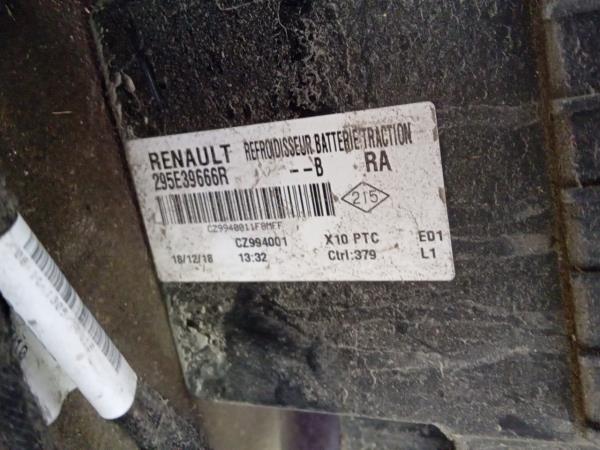 RENAULT REFROIDISSEUR BATTERIE TRACTION
295E39666R --B RA
215
CZ9940011F8MFF
CZ994001 X10 PTC E01
18/12/18 13:32 Ctrl:379 L1